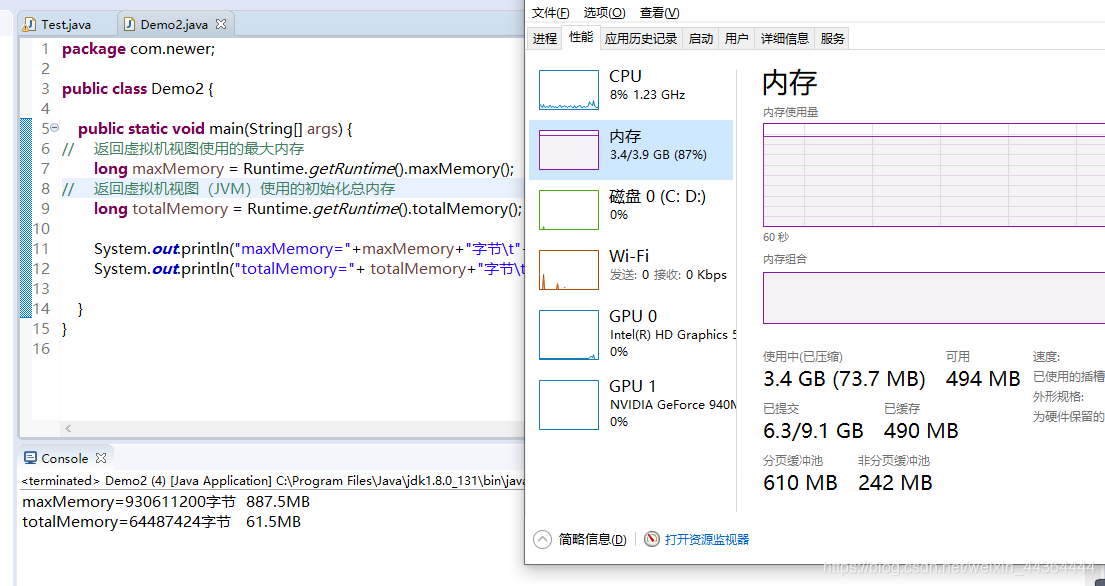 Test.java
Demo2.java
1 package com.newer;
2
3 public class Demo2 {
4
5 public static void main(String[] args) {
6 // 返回虚拟机视图使用的最大内存
7 long maxMemory = Runtime.getRuntime().maxMemory();
8 // 返回虚拟机视图（JVM）使用的初始化总内存
9 long totalMemory = Runtime.getRuntime().totalMemory();
10
11 System.out.println("maxMemory="+maxMemory+"字节\t"
12 System.out.println("totalMemory="+ totalMemory+"字节\t
13
14 }
15 }
16
Console
<terminated> Demo2 (4) [Java Application] C:\Program Files\Java\jdk1.8.0_131\bin\java
maxMemory=930611200字节 887.5MB
totalMemory=64487424字节 61.5MB
文件(F) 选项(O) 查看(V)
进程 性能 应用历史记录 启动 用户 详细信息 服务
CPU
8% 1.23 GHz
内存
3.4/3.9 GB (87%)
磁盘 0 (C: D:)
0%
Wi-Fi
发送: 0 接收: 0 Kbps
GPU 0
Intel(R) HD Graphics 5
0%
GPU 1
NVIDIA GeForce 940M
0%
内存
内存使用量
60 秒
内存组合
使用中(已压缩) 可用 速度:
3.4 GB (73.7 MB) 494 MB 已使用的插槽
外形规格:
已提交 已缓存 为硬件保留的
6.3/9.1 GB 490 MB
分页缓冲池 非分页缓冲池
610 MB 242 MB
简略信息(D) 打开资源监视器
https://blog.csdn.net/weixin_44364444